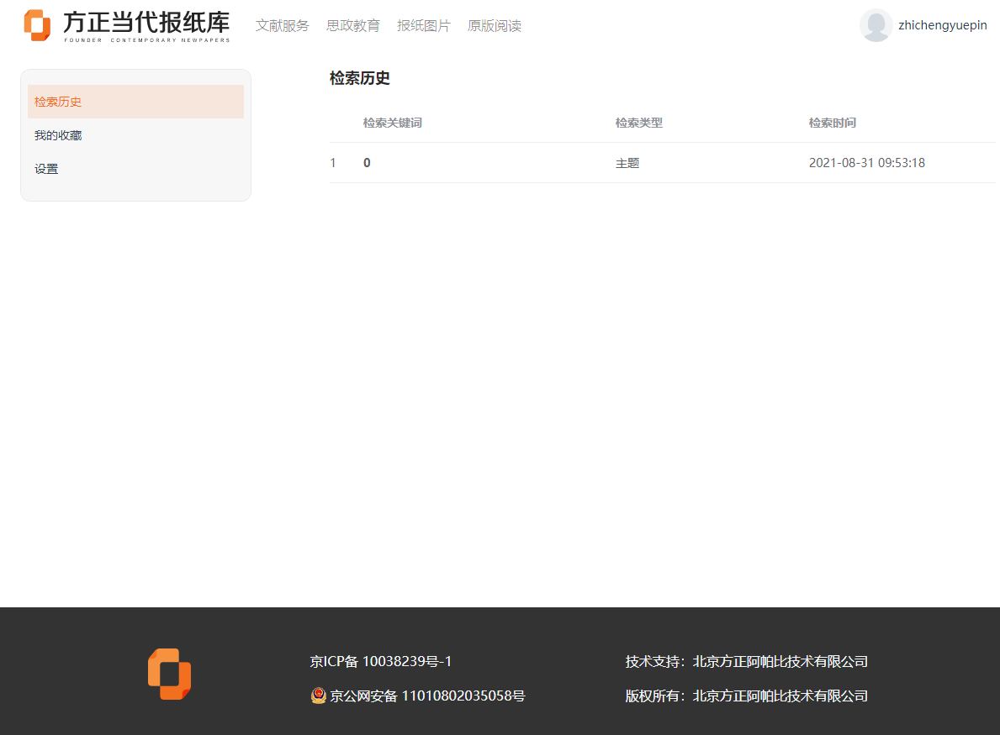 方正当代报纸库
FOUNDER CONTEMPORARY NEWPAPERS
文献服务 思政教育 报纸图片 原版阅读
zhichengyuepin
检索历史
我的收藏
设置
检索历史
检索关键词 检索类型 检索时间
1 0 主题 2021-08-31 09:53:18
京ICP备 10038239号-1
京公网安备 11010802035058号
技术支持：北京方正阿帕比技术有限公司
版权所有：北京方正阿帕比技术有限公司